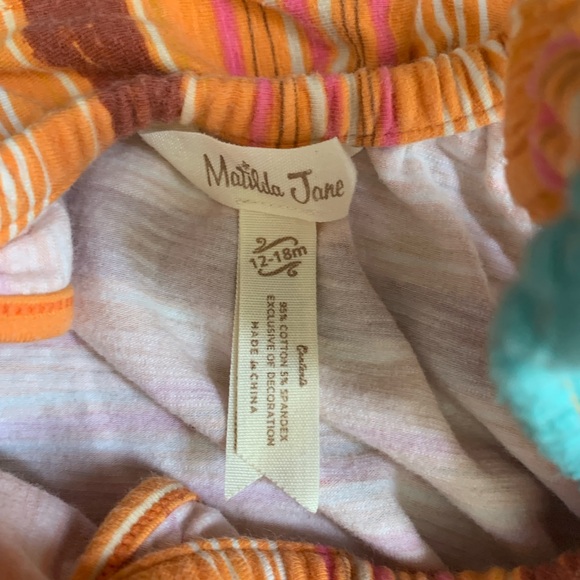 Matilda Jane
12-18m
Contents
95% COTTON 5% SPANDEX
EXCLUSIVE OF DECORATION
MADE in CHINA